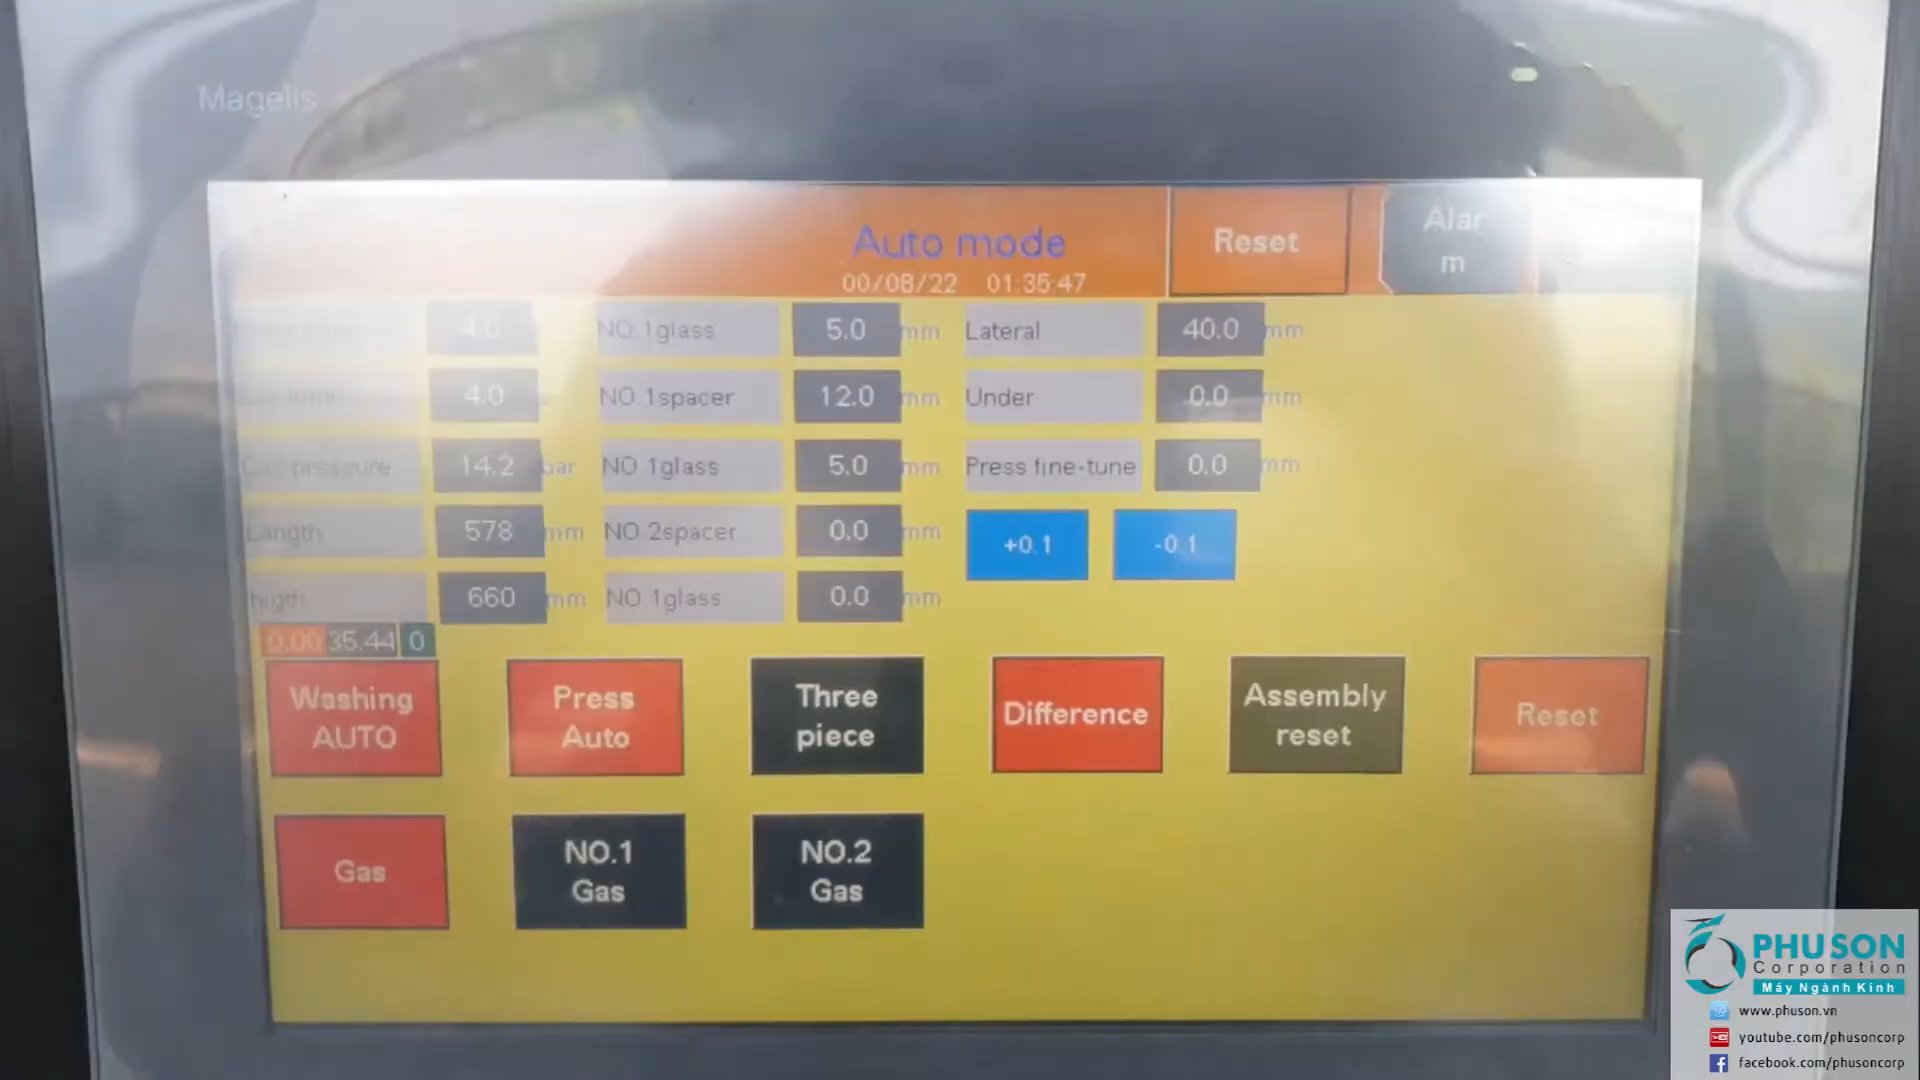 Magelis
Auto mode
00/08/22 01:35:47
Reset
Alar
m
4.0 NO 1glass 5.0 mm Lateral 40.0 mm
4.0 NO 1spacer 12.0 mm Under 0.0 mm
pressure 14.2 bar NO 1glass 5.0 mm Press fine-tune 0.0 mm
Langth 578 mm NO 2spacer 0.0 mm +0.1 -0.1
higth 660 mm NO 1glass 0.0 mm
0.00 35.44 0
Washing
AUTO
Press
Auto
Three
piece
Difference
Assembly
reset
Reset
Gas
NO.1
Gas
NO.2
Gas
PHUSON
Corporation
Máy Ngành Kính
www.phuson.vn
youtube.com/phusoncorp
facebook.com/phusoncorp